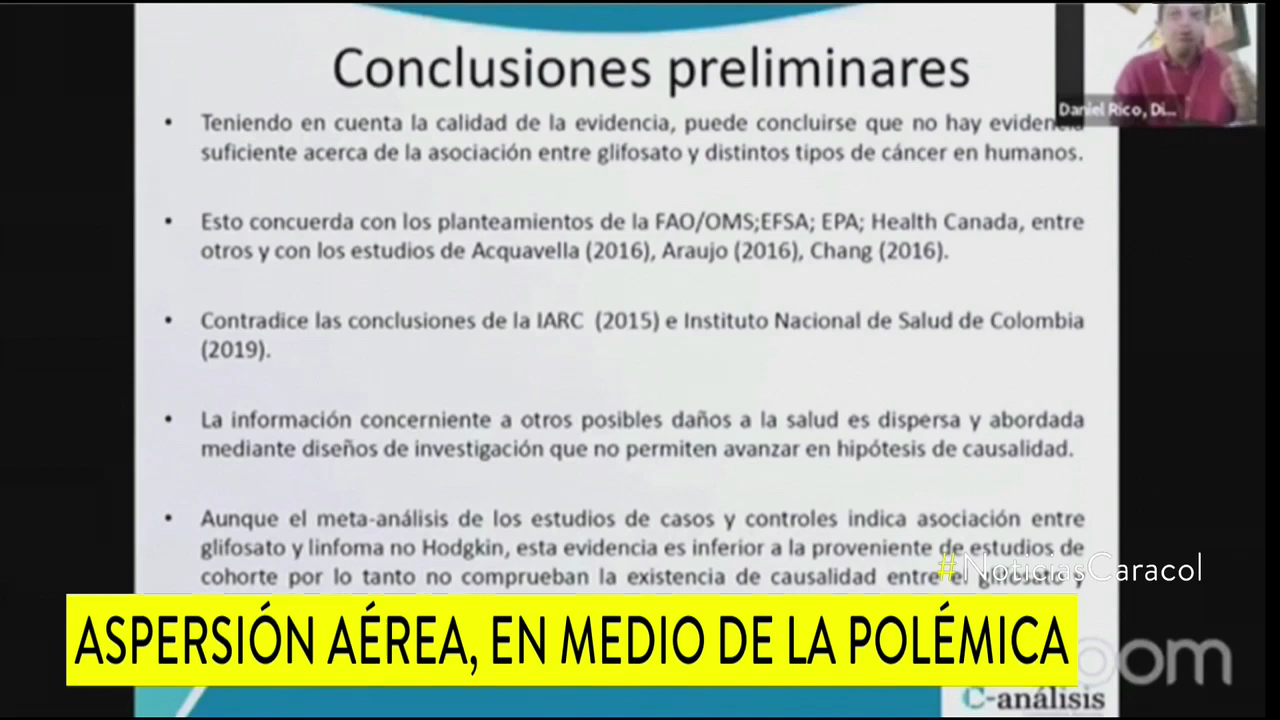 Conclusiones preliminares
Daniel Rico, Di...
• Teniendo en cuenta la calidad de la evidencia, puede concluirse que no hay evidencia
suficiente acerca de la asociación entre glifosato y distintos tipos de cáncer en humanos.
• Esto concuerda con los planteamientos de la FAO/OMS;EFSA; EPA; Health Canada, entre
otros y con los estudios de Acquavella (2016), Araujo (2016), Chang (2016).
• Contradice las conclusiones de la IARC (2015) e Instituto Nacional de Salud de Colombia
(2019).
• La información concerniente a otros posibles daños a la salud es dispersa y abordada
mediante diseños de investigación que no permiten avanzar en hipótesis de causalidad.
• Aunque el meta-análisis de los estudios de casos y controles indica asociación entre
glifosato y linfoma no Hodgkin, esta evidencia es inferior a la proveniente de estudios de
cohorte por lo tanto no comprueban la existencia de causalidad entre el glifosato y
#NoticiasCaracol
ASPERSIÓN AÉREA, EN MEDIO DE LA POLÉMICA
zoom
C-análisis